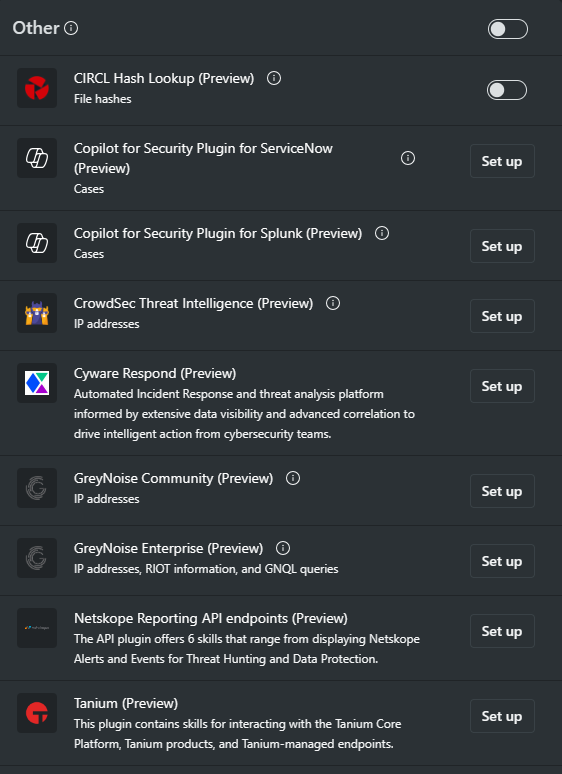 Other
CIRCL Hash Lookup (Preview)
File hashes
Copilot for Security Plugin for ServiceNow
(Preview)
Cases
Set up
Copilot for Security Plugin for Splunk (Preview)
Cases
Set up
CrowdSec Threat Intelligence (Preview)
IP addresses
Set up
Cyware Respond (Preview)
Automated Incident Response and threat analysis platform
informed by extensive data visibility and advanced correlation to
drive intelligent action from cybersecurity teams.
Set up
GreyNoise Community (Preview)
IP addresses
Set up
GreyNoise Enterprise (Preview)
IP addresses, RIOT information, and GNQL queries
Set up
Netskope Reporting API endpoints (Preview)
The API plugin offers 6 skills that range from displaying Netskope
Alerts and Events for Threat Hunting and Data Protection.
Set up
Tanium (Preview)
This plugin contains skills for interacting with the Tanium Core
Platform, Tanium products, and Tanium-managed endpoints.
Set up